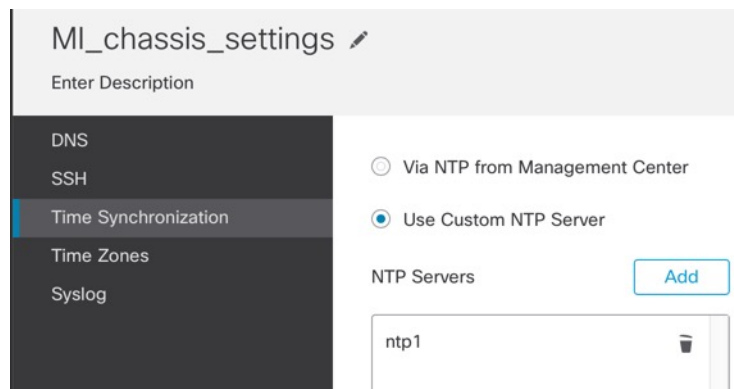 MI_chassis_settings
Enter Description
DNS
SSH
Time Synchronization
Time Zones
Syslog
Via NTP from Management Center
Use Custom NTP Server
NTP Servers
Add
ntp1